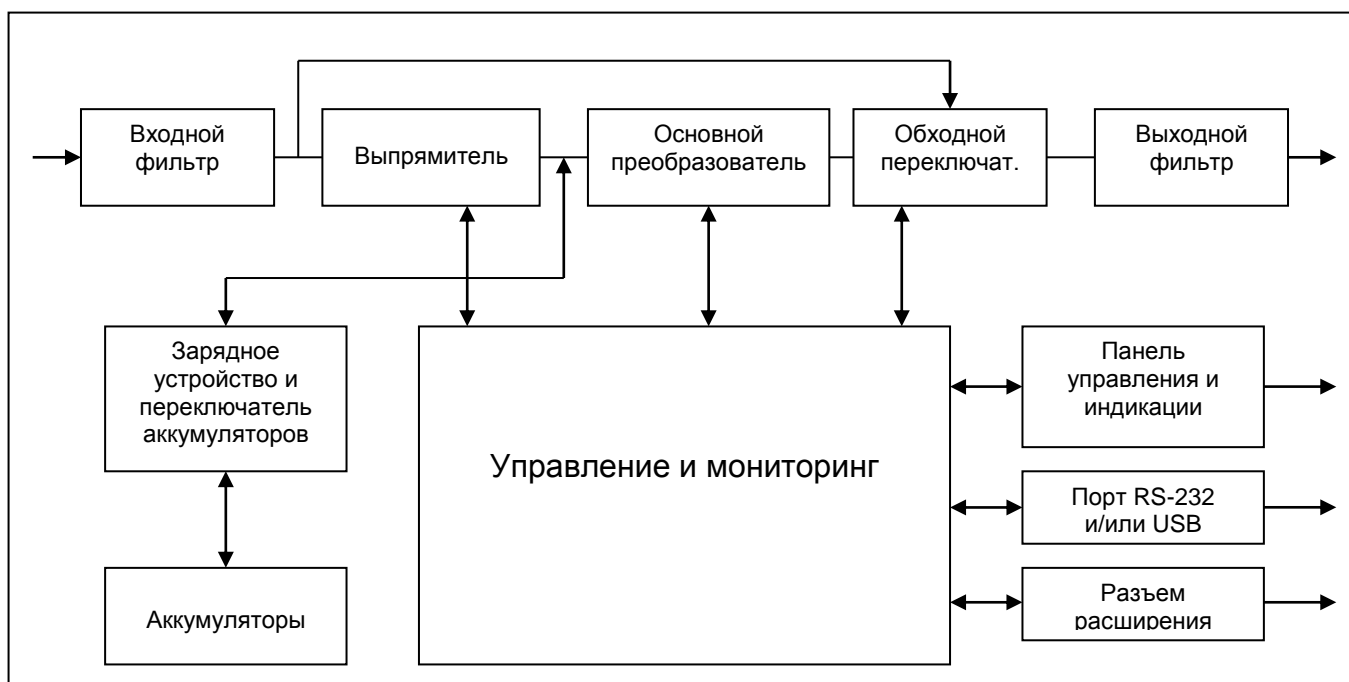 Входной
фильтр
Выпрямитель
Основной
преобразователь
Обходной
переключат.
Выходной
фильтр
Зарядное
устройство и
переключатель
аккумуляторов
Управление и мониторинг
Панель
управления и
индикации
Порт RS-232
и/или USB
Аккумуляторы
Разъем
расширения